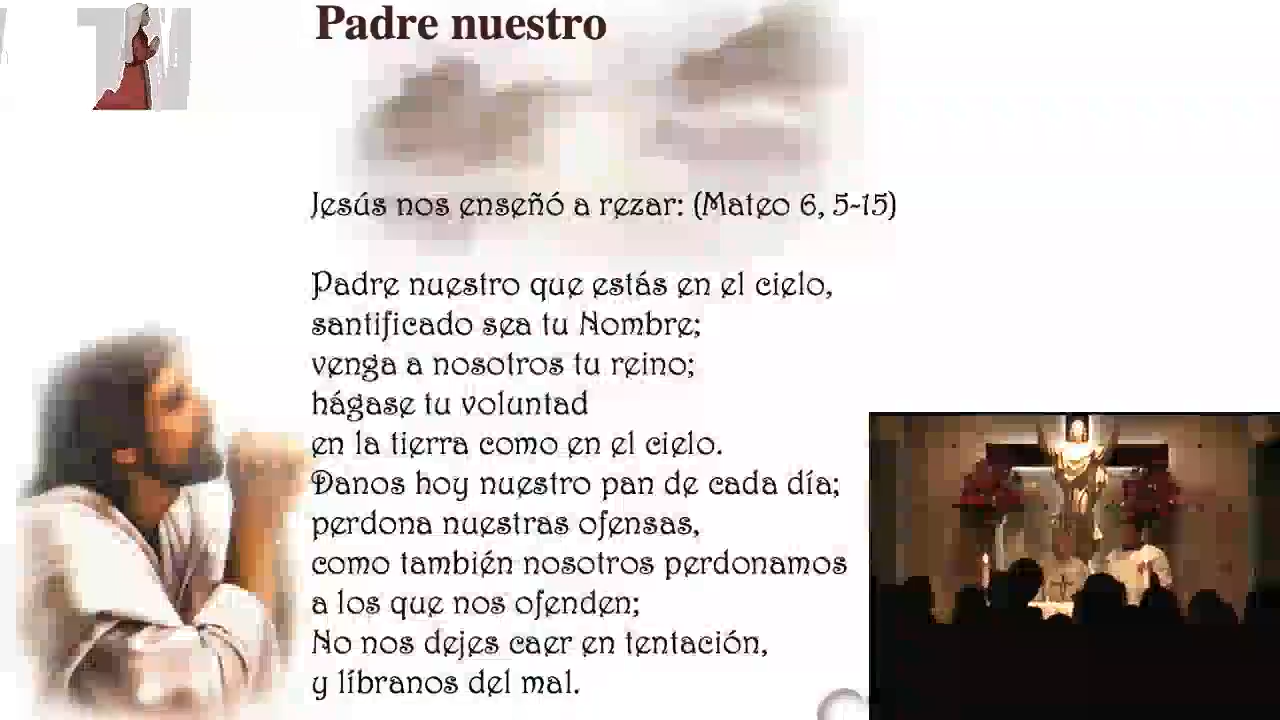 Padre nuestro
Jesús nos enseñó a rezar: (Mateo 6, 5-15)
Padre nuestro que estás en el cielo,
santificado sea tu Nombre;
venga a nosotros tu reino;
hágase tu voluntad
en la tierra como en el cielo.
Danos hoy nuestro pan de cada día;
perdona nuestras ofensas,
como también nosotros perdonamos
a los que nos ofenden;
No nos dejes caer en tentación,
y líbranos del mal.